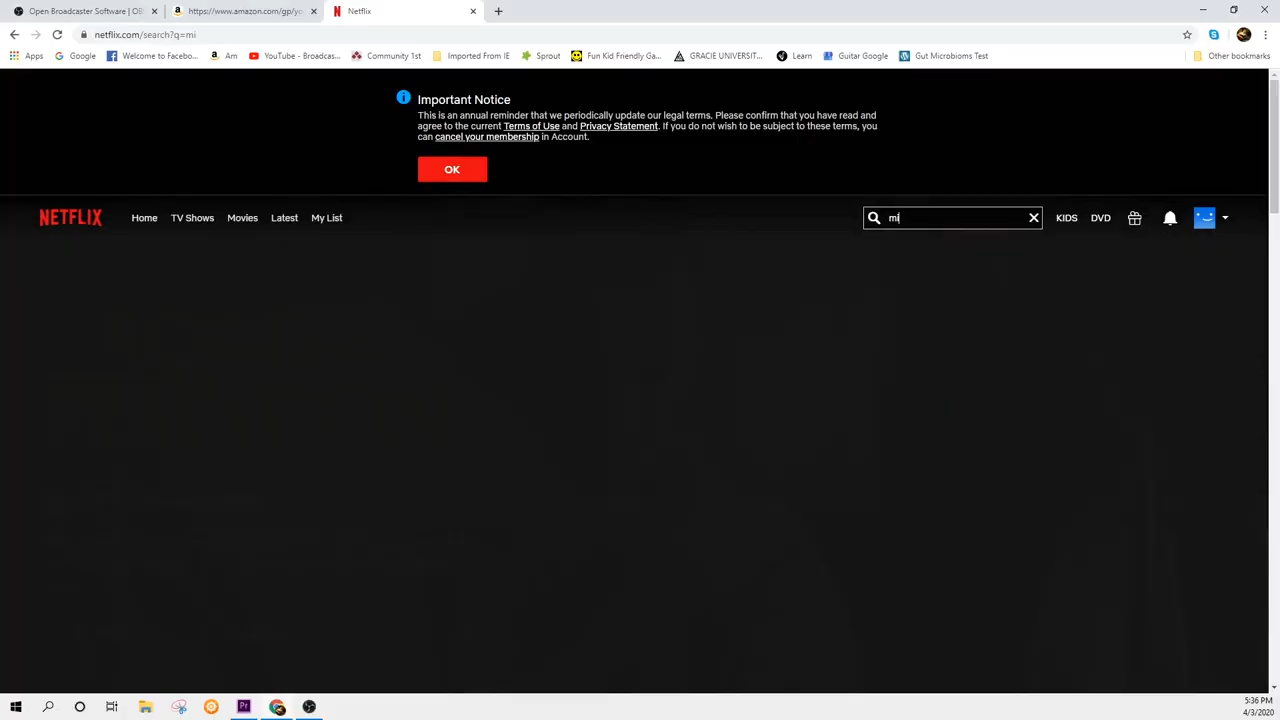 Open Broadcaster Software | OB
https://www.amazon.com/gp/yo
Netflix
netflix.com/search?q=mi
Apps
Google
Welcome to Facebo...
Am
YouTube - Broadcas...
Community 1st
Imported From IE
Sprout
Fun Kid Friendly Ga...
GRACIE UNIVERSIT...
Learn
Guitar Google
Gut Microbioms Test
Other bookmarks
Important Notice
This is an annual reminder that we periodically update our legal terms. Please confirm that you have read and
agree to the current Terms of Use and Privacy Statement. If you do not wish to be subject to these terms, you
can cancel your membership in Account.
OK
NETFLIX
Home
TV Shows
Movies
Latest
My List
mi
KIDS
DVD
Pr
5:36 PM
4/3/2020